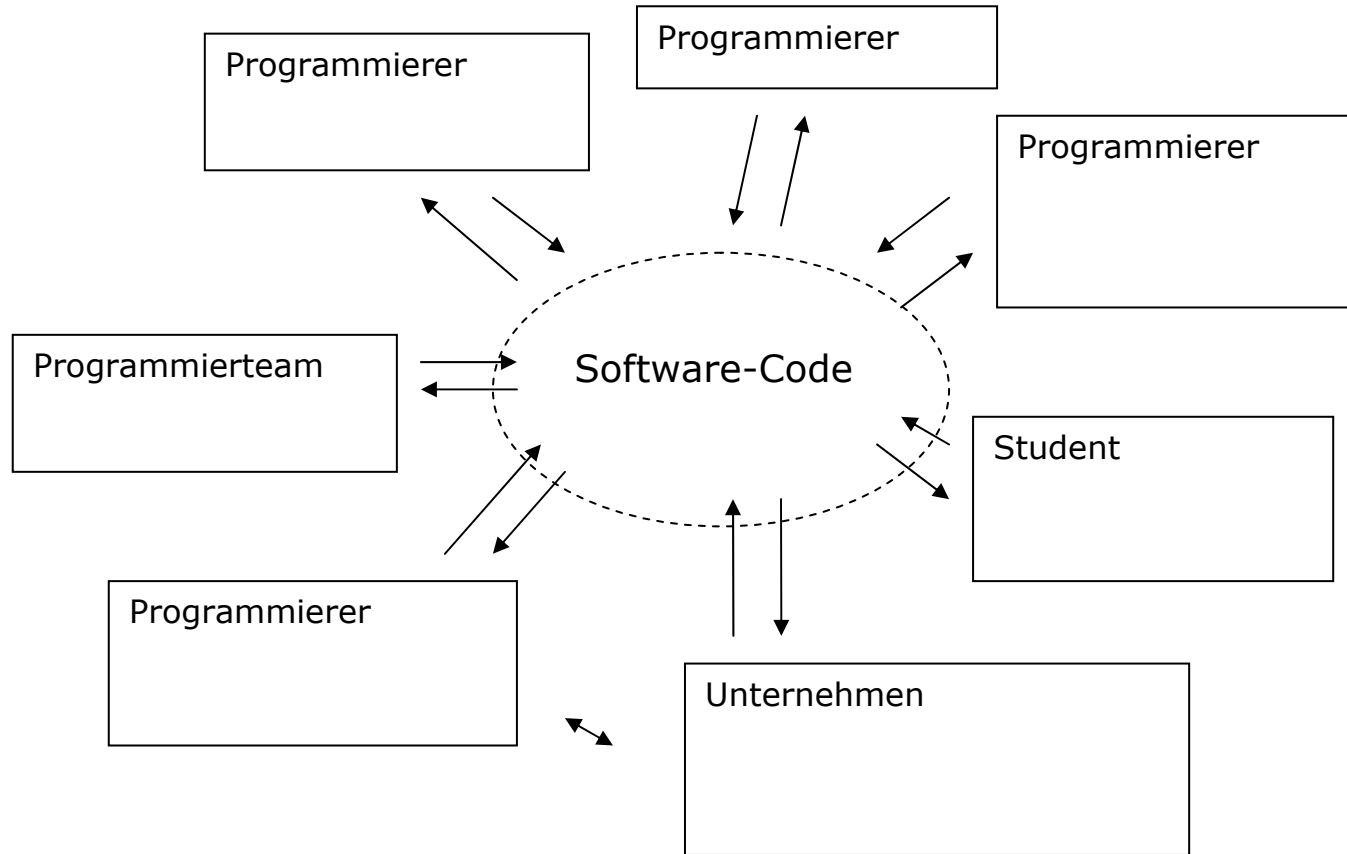 Programmierer
Programmierer
Programmierer
Programmierteam
Software-Code
Student
Programmierer
Unternehmen